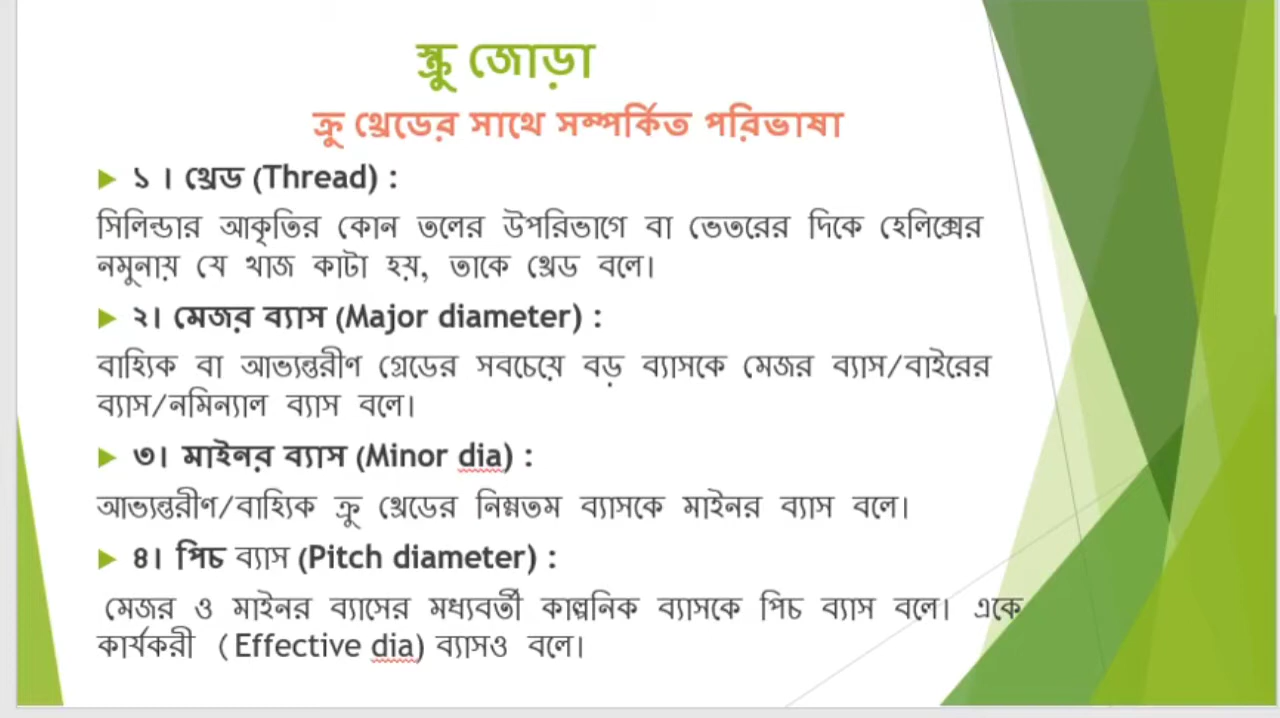 স্ক্রু জোড়া
ক্রু থ্রেডের সাথে সম্পর্কিত পরিভাষা
১ । থ্রেড (Thread) :
সিলিন্ডার আকৃতির কোন তলের উপরিভাগে বা ভেতরের দিকে হেলিক্সের
নমুনায় যে খাজ কাটা হয়, তাকে থ্রেড বলে।
২। মেজর ব্যাস (Major diameter) :
বাহ্যিক বা আভ্যন্তরীণ গ্রেডের সবচেয়ে বড় ব্যাসকে মেজর ব্যাস/বাইরের
ব্যাস/নমিন্যাল ব্যাস বলে।
৩। মাইনর ব্যাস (Minor dia) :
আভ্যন্তরীণ/বাহ্যিক ক্রু থ্রেডের নিম্নতম ব্যাসকে মাইনর ব্যাস বলে।
৪। পিচ ব্যাস (Pitch diameter) :
মেজর ও মাইনর ব্যাসের মধ্যবর্তী কাল্পনিক ব্যাসকে পিচ ব্যাস বলে। একে
কার্যকরী (Effective dia) ব্যাসও বলে।